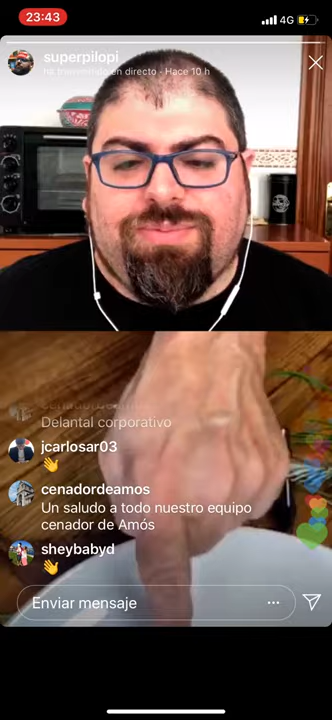 23:43
4G
superpilopi
ha transmitido en directo · Hace 10 h
Delantal corporativo
jcarlosar03
👋
cenadordeamos
Un saludo a todo nuestro equipo
cenador de Amós
sheybabyd
👋
Enviar mensaje